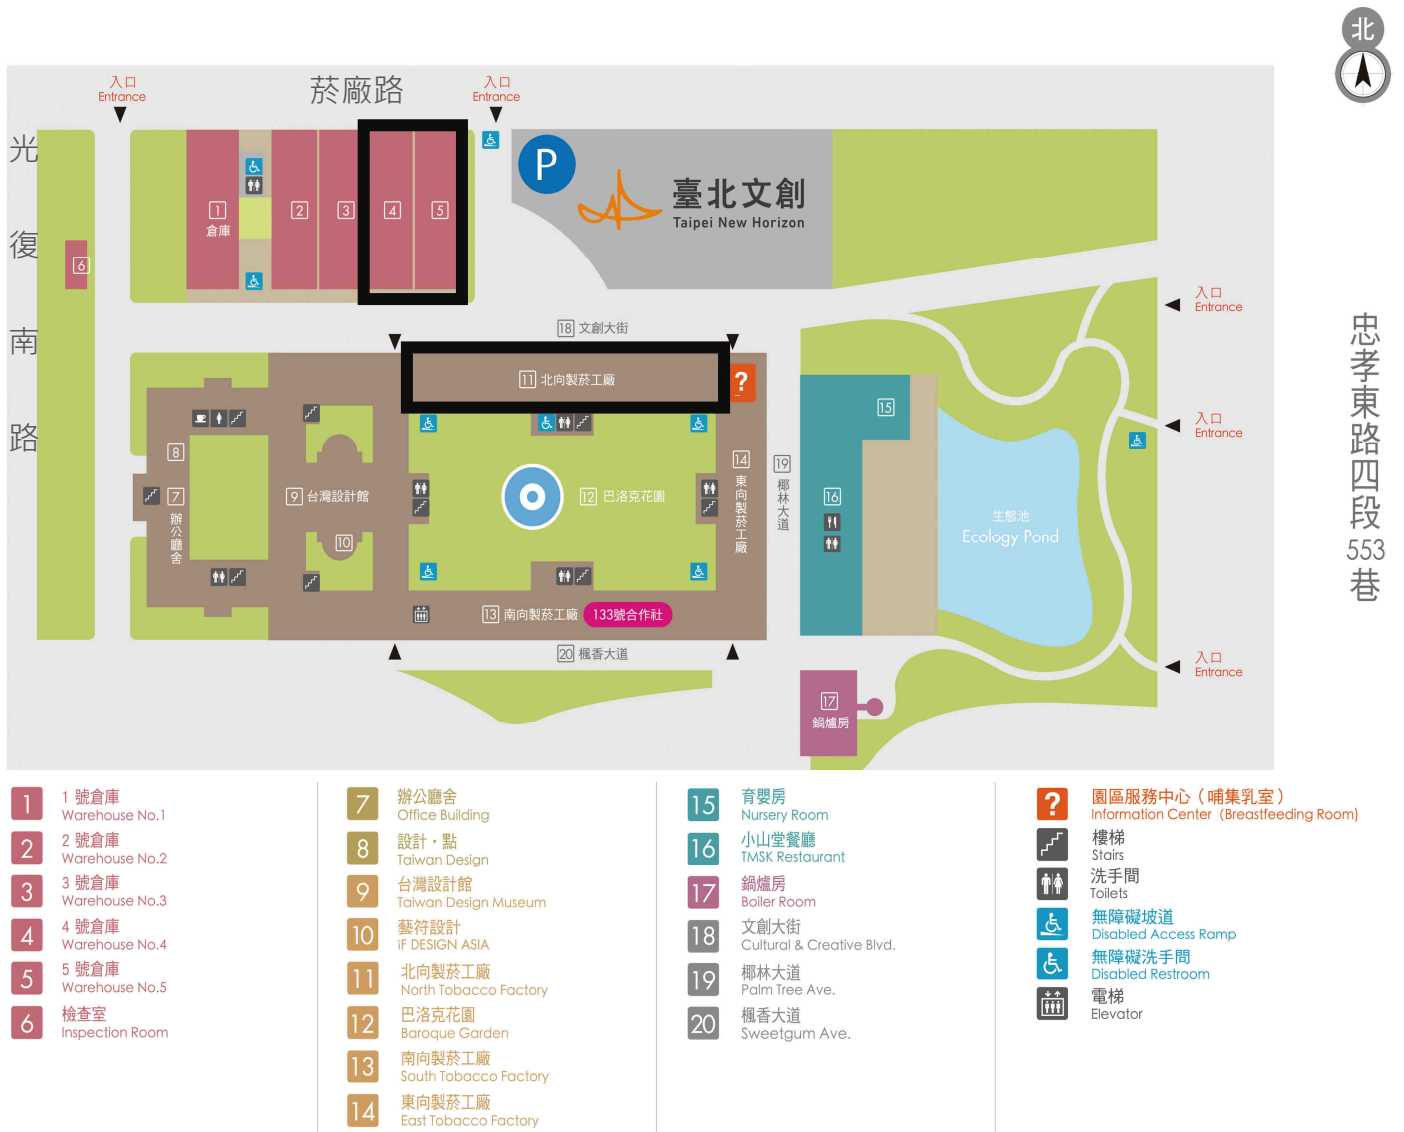 北
入口
Entrance
菸廠路
入口
Entrance
光復南路
P
臺北文創
Taipei New Horizon
1
倉庫
2
3
4
5
6
入口
Entrance
18 文創大街
忠孝東路四段553巷
11 北向製菸工廠
?
15
入口
Entrance
8
14 東向製菸工廠
19 椰林大道
7 辦公廳舍
9 台灣設計館
12 巴洛克花園
16
生態池
Ecology Pond
10
13 南向製菸工廠
133號合作社
20 楓香大道
入口
Entrance
17
鍋爐房
1
1 號倉庫
Warehouse No.1
2
2 號倉庫
Warehouse No.2
3
3 號倉庫
Warehouse No.3
4
4 號倉庫
Warehouse No.4
5
5 號倉庫
Warehouse No.5
6
檢查室
Inspection Room
7
辦公廳舍
Office Building
8
設計・點
Taiwan Design
9
台灣設計館
Taiwan Design Museum
10
藝符設計
iF DESIGN ASIA
11
北向製菸工廠
North Tobacco Factory
12
巴洛克花園
Baroque Garden
13
南向製菸工廠
South Tobacco Factory
14
東向製菸工廠
East Tobacco Factory
15
育嬰房
Nursery Room
16
小山堂餐廳
TMSK Restaurant
17
鍋爐房
Boiler Room
18
文創大街
Cultural & Creative Blvd.
19
椰林大道
Palm Tree Ave.
20
楓香大道
Sweetgum Ave.
?
園區服務中心（哺集乳室）
Information Center (Breastfeeding Room)
樓梯
Stairs
洗手間
Toilets
無障礙坡道
Disabled Access Ramp
無障礙洗手間
Disabled Restroom
電梯
Elevator